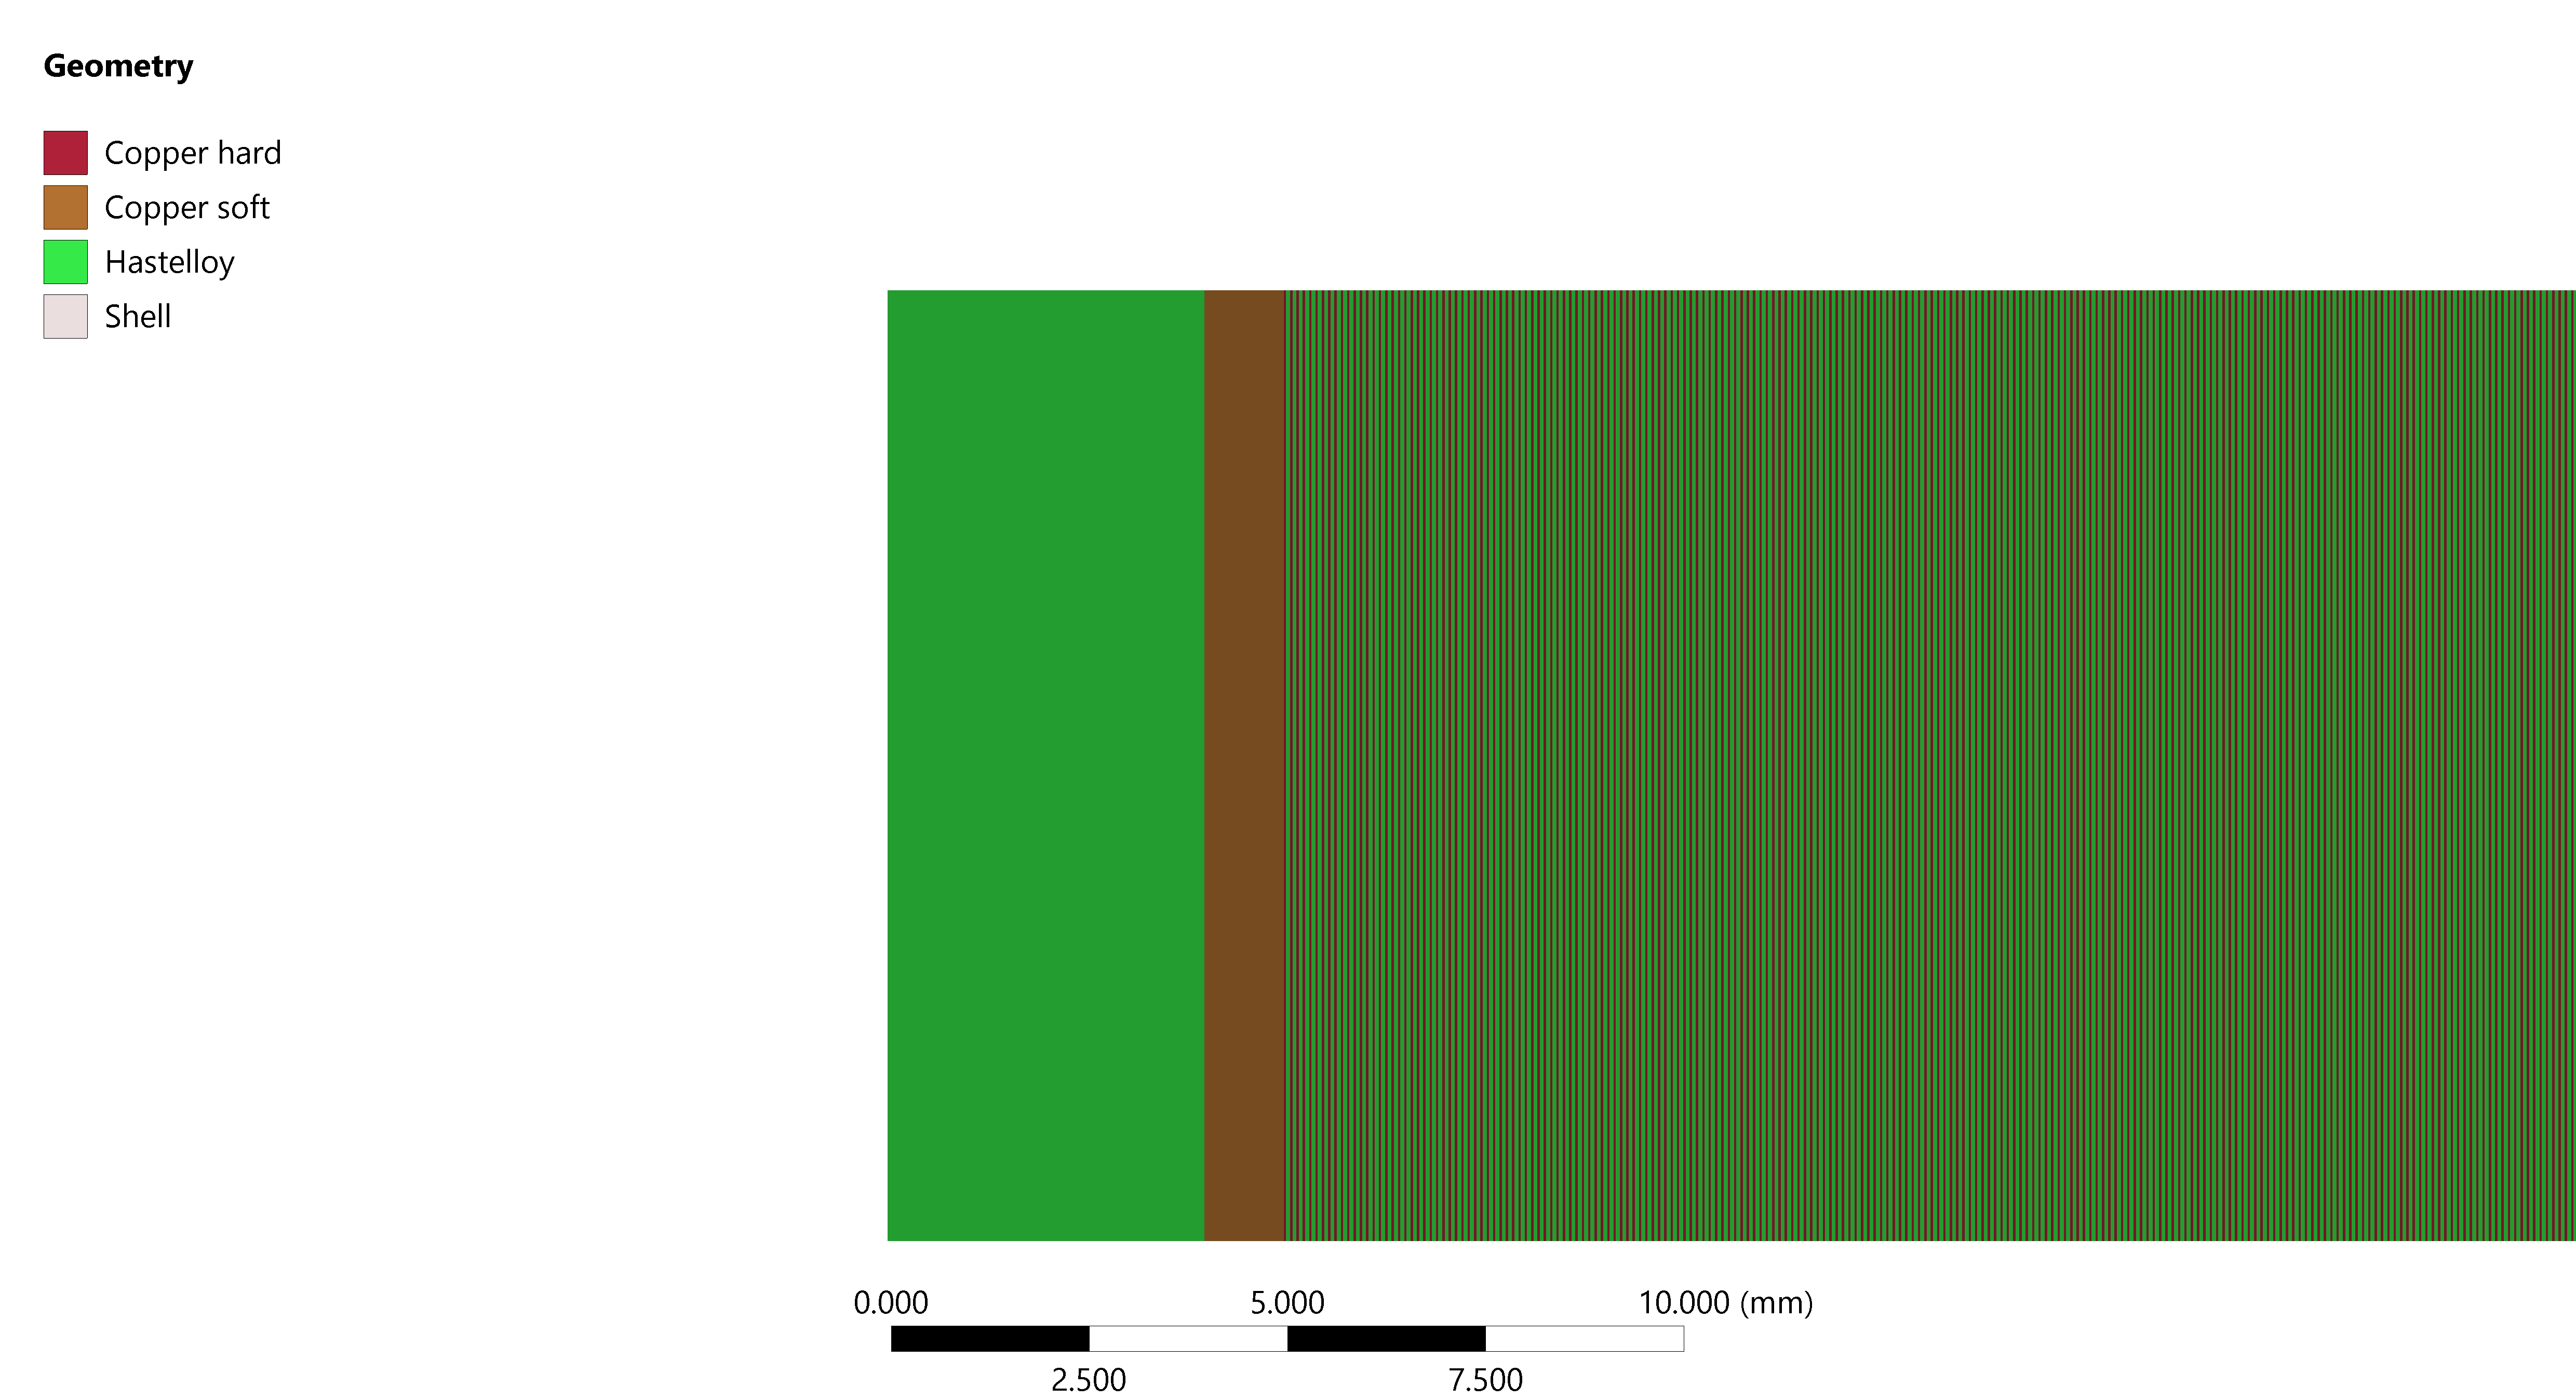 Geometry
Copper hard
Copper soft
Hastelloy
Shell
0.000 5.000 10.000 (mm)
2.500 7.500